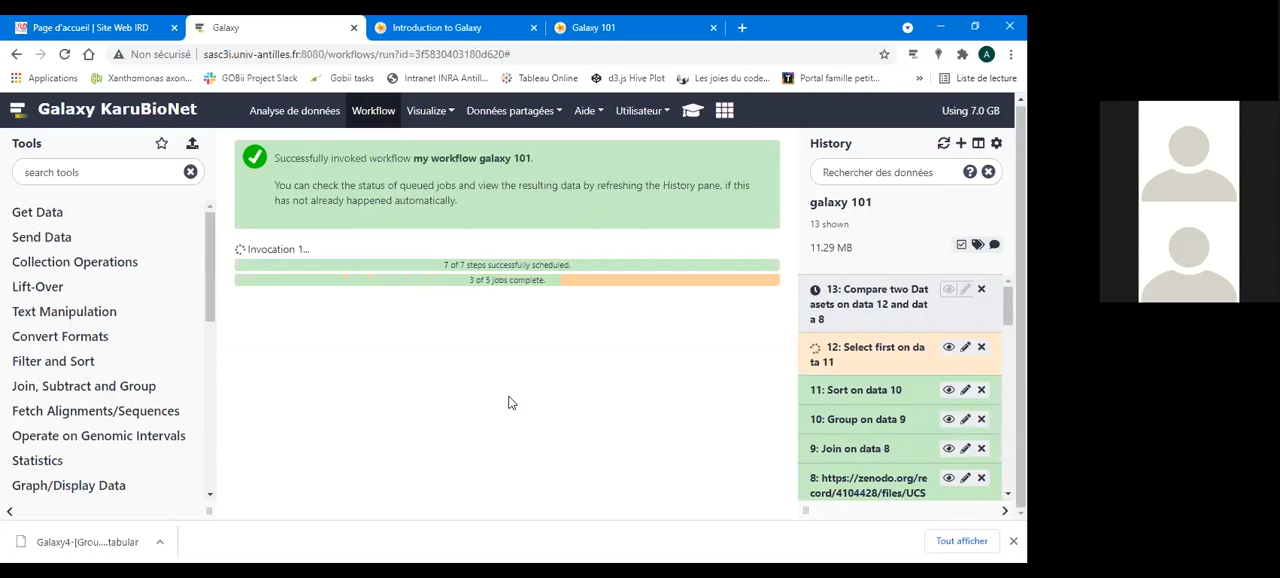 Page d'accueil | Site Web IRD
Galaxy
Introduction to Galaxy
Galaxy 101
Non sécurisé
sasc3i.univ-antilles.fr:8080/workflows/run?id=3f5830403180d620#
A
Applications
Xanthomonas axon...
GOBii Project Slack
Gobii tasks
Intranet INRA Antill...
Tableau Online
d3.js Hive Plot
Les joies du code...
Portal famille petit...
»
Liste de lecture
Galaxy KaruBioNet
Analyse de données
Workflow
Visualize
Données partagées
Aide
Utilisateur
Using 7.0 GB
Tools
search tools
Get Data
Send Data
Collection Operations
Lift-Over
Text Manipulation
Convert Formats
Filter and Sort
Join, Subtract and Group
Fetch Alignments/Sequences
Operate on Genomic Intervals
Statistics
Graph/Display Data
Successfully invoked workflow my workflow galaxy 101.
You can check the status of queued jobs and view the resulting data by refreshing the History pane, if this
has not already happened automatically.
Invocation 1...
7 of 7 steps successfully scheduled.
3 of 5 jobs complete.
History
Rechercher des données
galaxy 101
13 shown
11.29 MB
13: Compare two Dat
asets on data 12 and dat
a 8
12: Select first on da
ta 11
11: Sort on data 10
10: Group on data 9
9: Join on data 8
8: https://zenodo.org/re
cord/4104428/files/UCS
Galaxy4-[Grou....tabular
Tout afficher